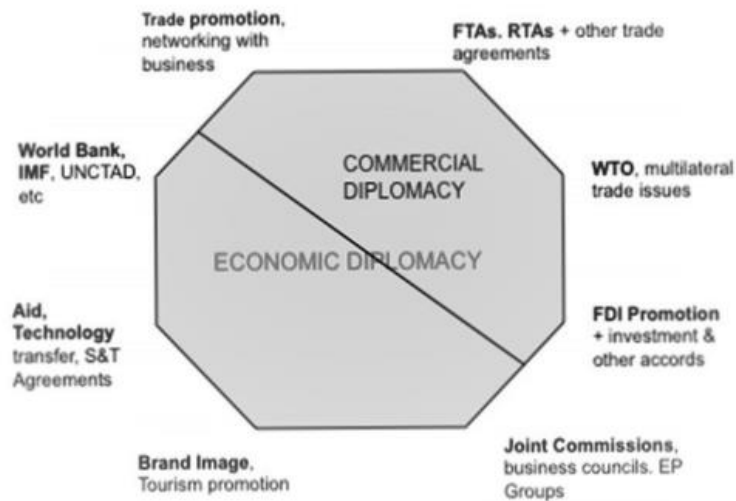 Trade promotion,
networking with
business
FTAs. RTAs + other trade
agreements
World Bank,
IMF, UNCTAD,
etc
COMMERCIAL
DIPLOMACY
WTO, multilateral
trade issues
ECONOMIC DIPLOMACY
Aid,
Technology
transfer, S&T
Agreements
FDI Promotion
+ investment &
other accords
Brand Image,
Tourism promotion
Joint Commissions,
business councils. EP
Groups